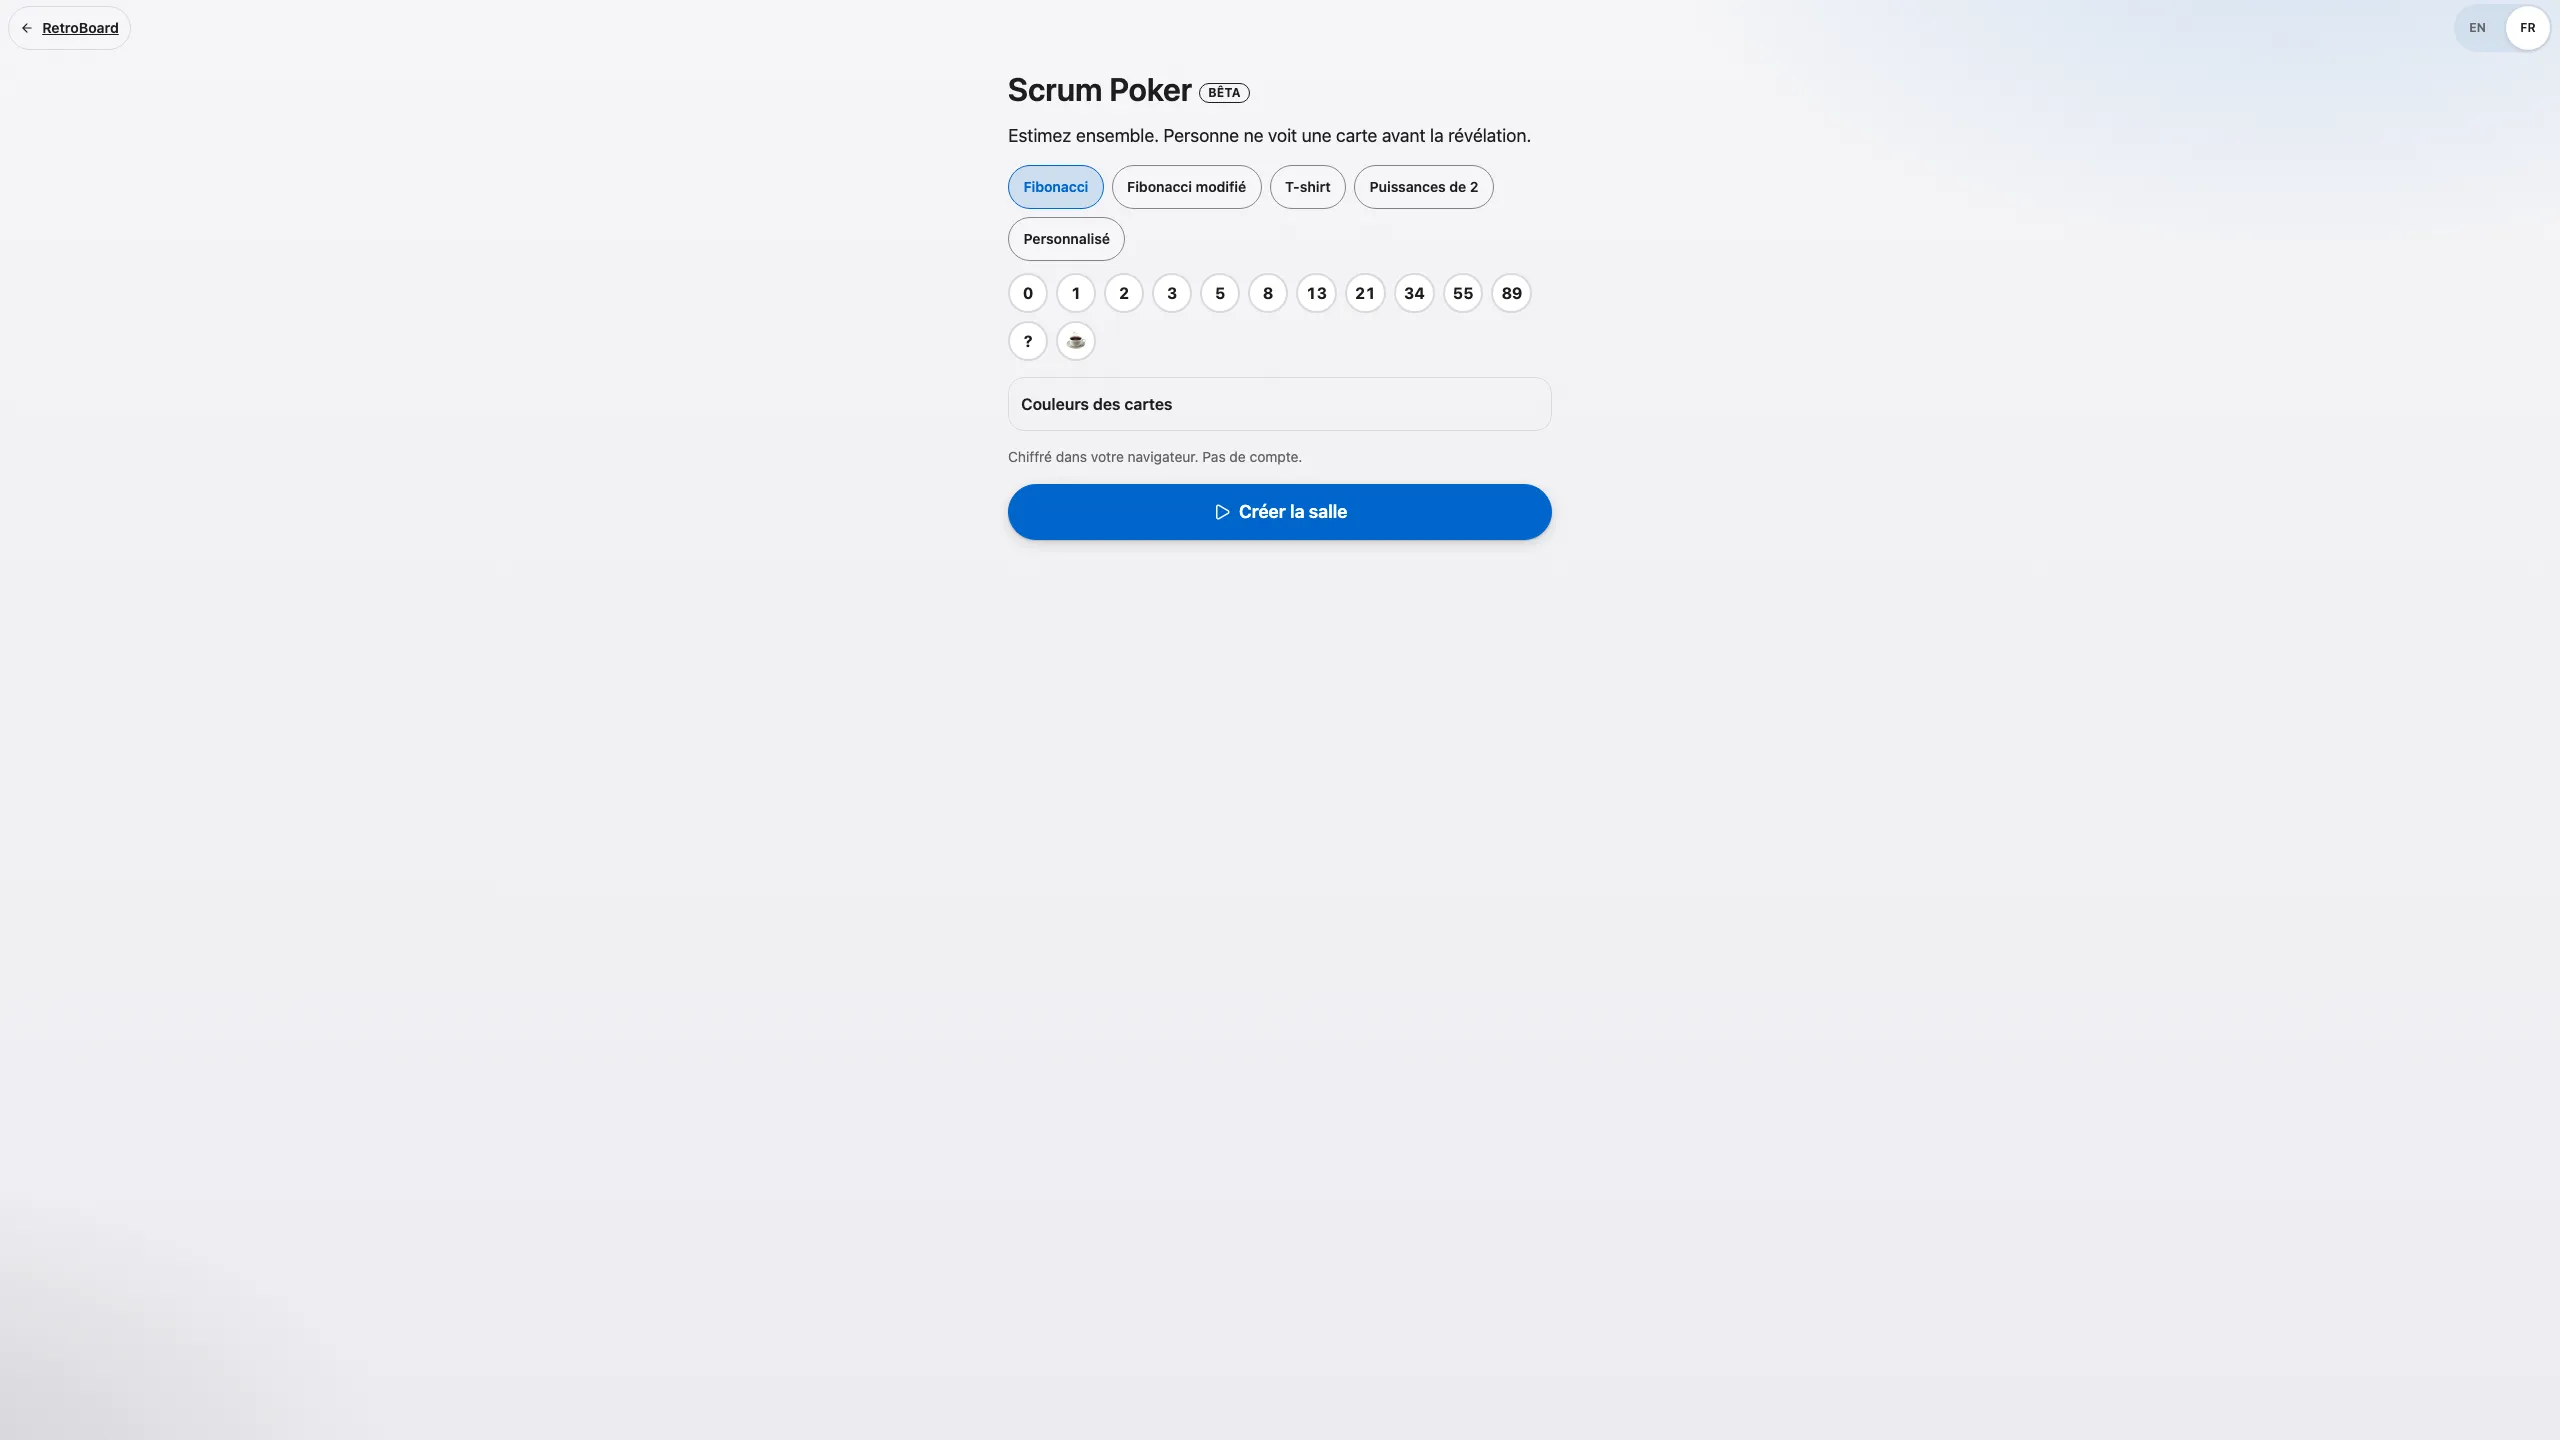 RetroBoard
EN FR
Scrum Poker BÊTA
Estimez ensemble. Personne ne voit une carte avant la révélation.
Fibonacci Fibonacci modifié T-shirt Puissances de 2
Personnalisé
0 1 2 3 5 8 13 21 34 55 89
? ☕
Couleurs des cartes
Chiffré dans votre navigateur. Pas de compte.
Créer la salle